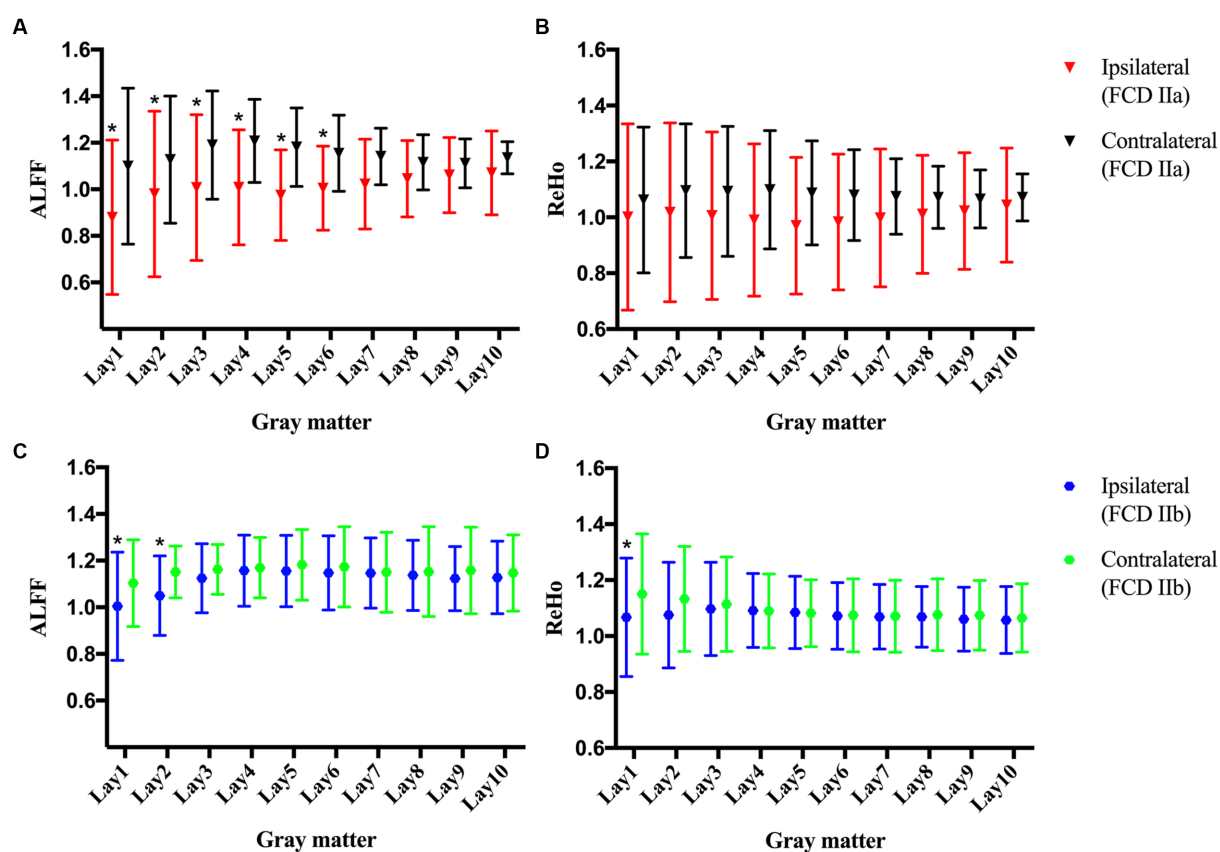 A
1.6
1.4
1.2
1.0
0.8
0.6
ALFF
* * * * * *
Lay1 Lay2 Lay3 Lay4 Lay5 Lay6 Lay7 Lay8 Lay9 Lay10
Gray matter
B
1.6
1.4
1.2
1.0
0.8
0.6
ReHo
Lay1 Lay2 Lay3 Lay4 Lay5 Lay6 Lay7 Lay8 Lay9 Lay10
Gray matter
Ipsilateral
(FCD IIa)
Contralateral
(FCD IIa)
C
1.6
1.4
1.2
1.0
0.8
0.6
ALFF
* *
Lay1 Lay2 Lay3 Lay4 Lay5 Lay6 Lay7 Lay8 Lay9 Lay10
Gray matter
D
1.6
1.4
1.2
1.0
0.8
0.6
ReHo
*
Lay1 Lay2 Lay3 Lay4 Lay5 Lay6 Lay7 Lay8 Lay9 Lay10
Gray matter
Ipsilateral
(FCD IIb)
Contralateral
(FCD IIb)